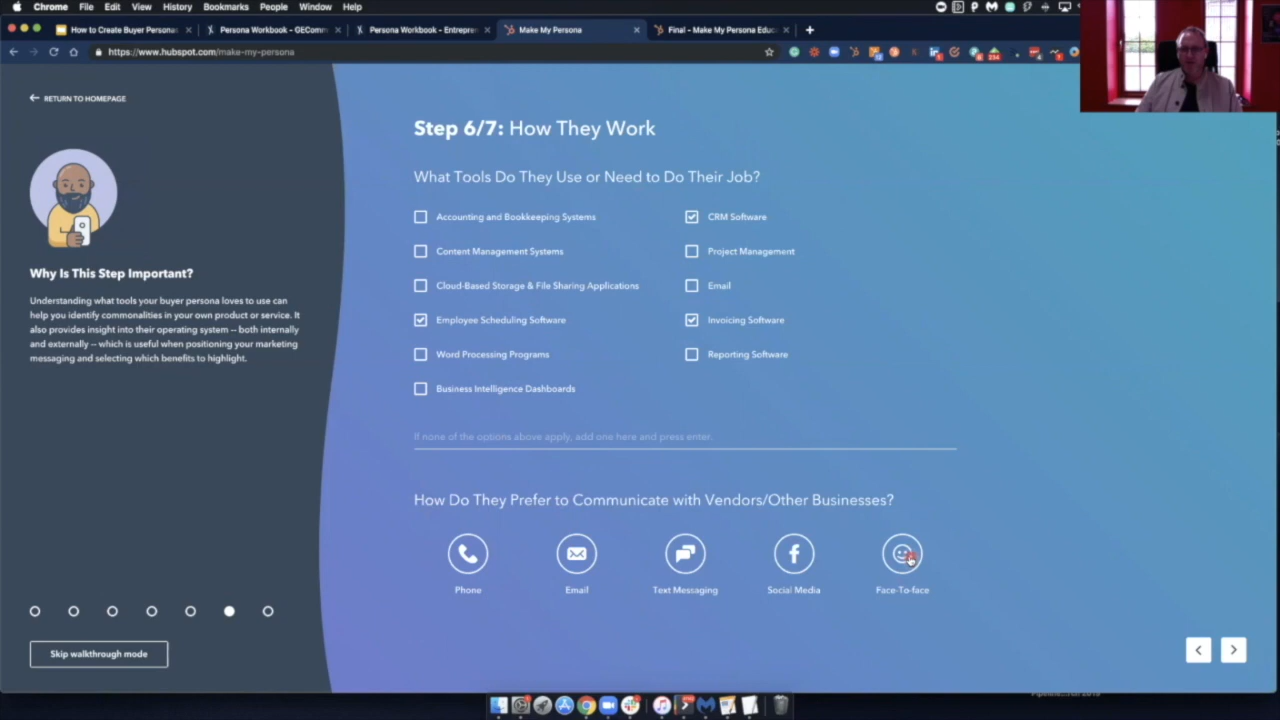 Chrome File Edit View History Bookmarks People Window Help
How to Create Buyer Personas
Persona Workbook - GEComm
Persona Workbook - Entrepren
Make My Persona
Final - Make My Persona Educ
https://www.hubspot.com/make-my-persona
RETURN TO HOMEPAGE
Why Is This Step Important?
Understanding what tools your buyer persona loves to use can
help you identify commonalities in your own product or service. It
also provides insight into their operating system -- both internally
and externally -- which is useful when positioning your marketing
messaging and selecting which benefits to highlight.
Skip walkthrough mode
Step 6/7: How They Work
What Tools Do They Use or Need to Do Their Job?
Accounting and Bookkeeping Systems
CRM Software
Content Management Systems
Project Management
Cloud-Based Storage & File Sharing Applications
Email
Employee Scheduling Software
Invoicing Software
Word Processing Programs
Reporting Software
Business Intelligence Dashboards
If none of the options above apply, add one here and press enter.
How Do They Prefer to Communicate with Vendors/Other Businesses?
Phone
Email
Text Messaging
Social Media
Face-To-face